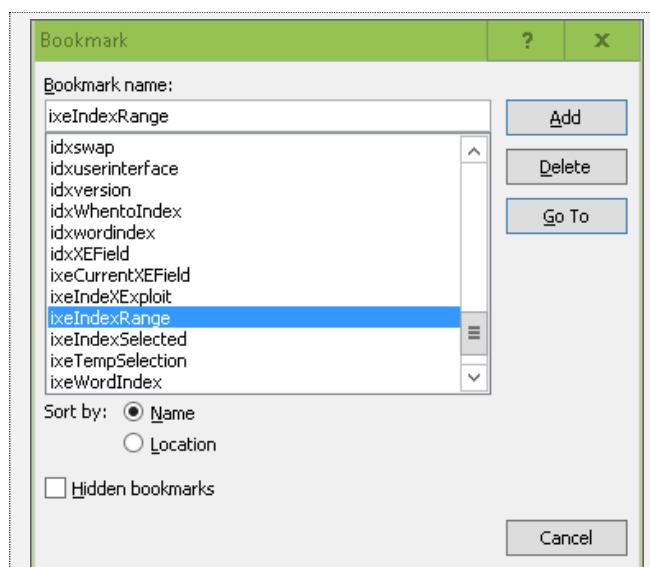 Bookmark ? x
Bookmark name:
ixeIndexRange
Add
idxswap
idxuserinterface
idxversion
idxWhentoIndex
idxwordindex
idxXEField
ixeCurrentXEField
ixeIndeXExploit
ixeIndexRange
ixeIndexSelected
ixeTempSelection
ixeWordIndex
Delete
Go To
Sort by: Name
Location
Hidden bookmarks
Cancel